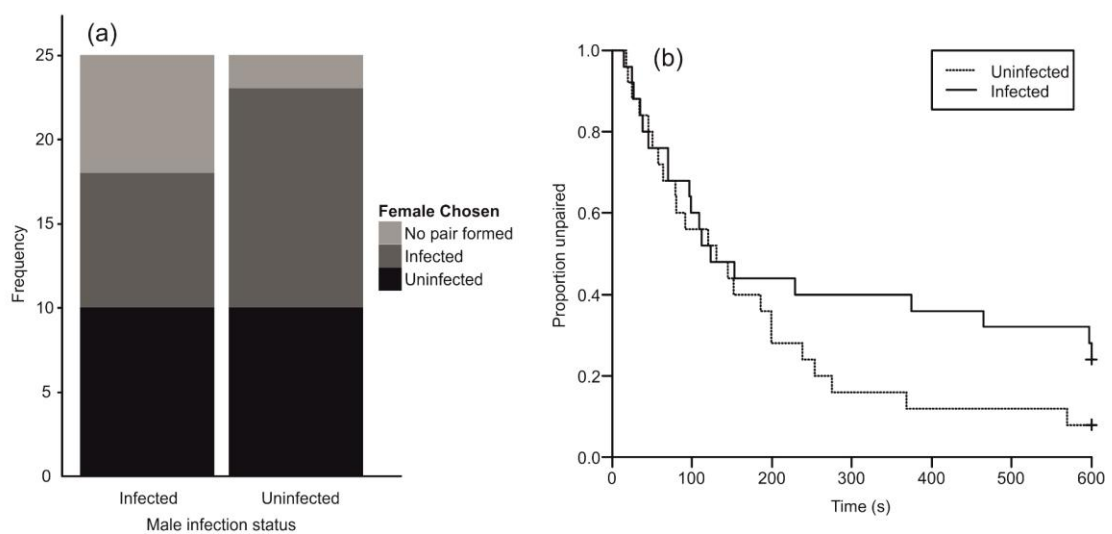 (a)
25
20
15
10
5
0
Frequency
Infected
Uninfected
Male infection status
Female Chosen
No pair formed
Infected
Uninfected
(b)
Uninfected
Infected
1.0
0.8
0.6
0.4
0.2
0.0
Proportion unpaired
0
100
200
300
400
500
600
Time (s)